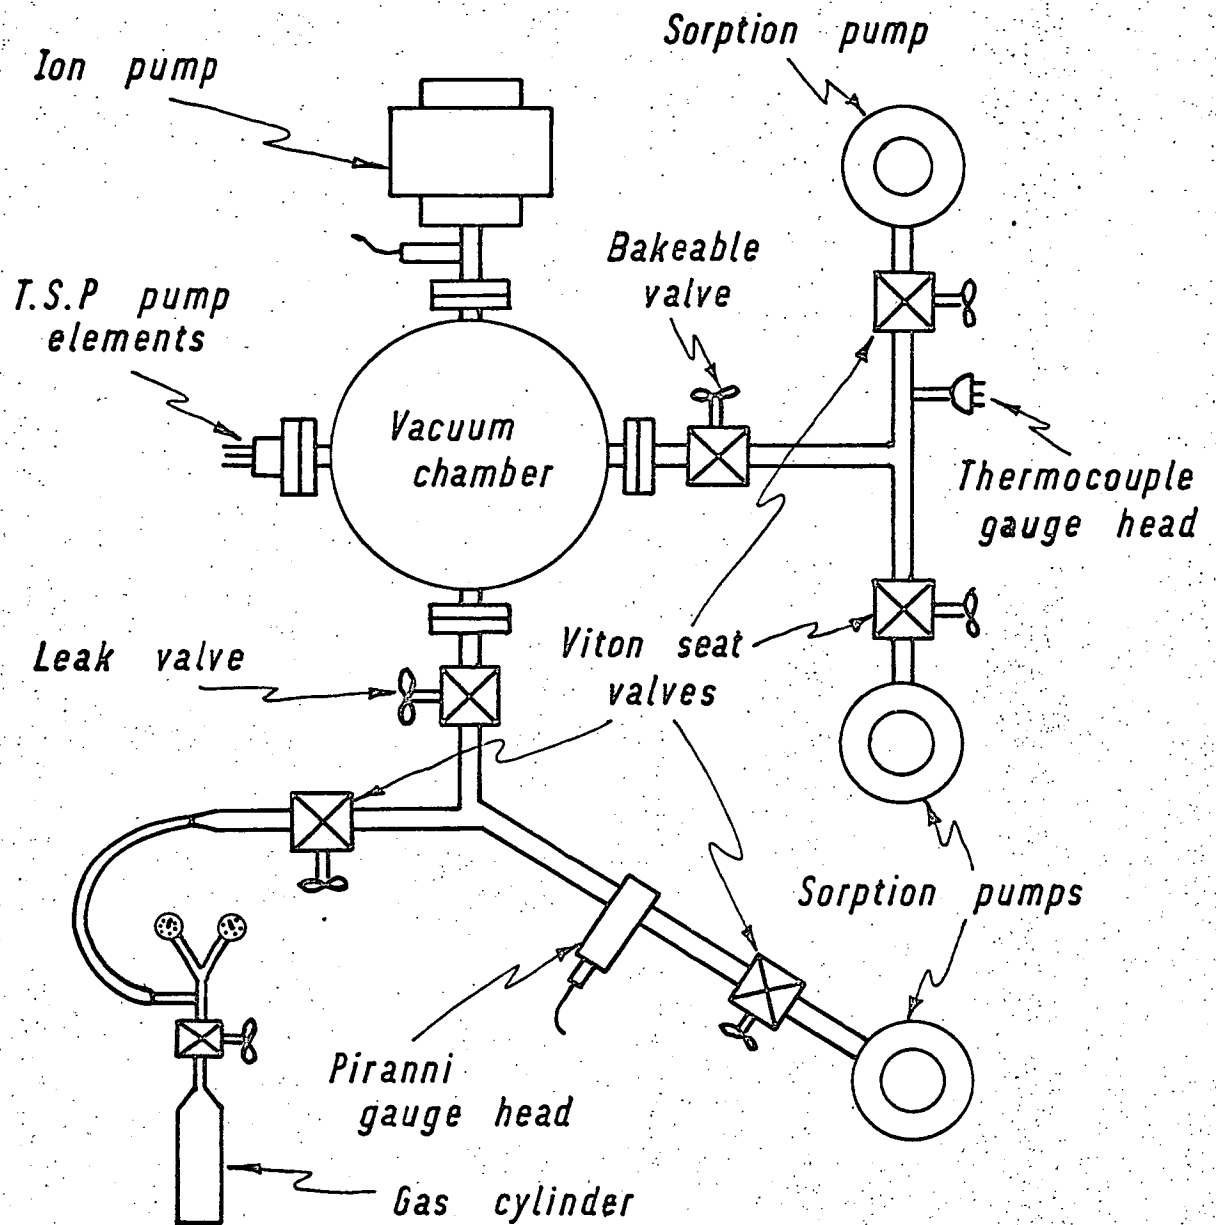 Sorption pump
Ion pump
Bakeable
valve
T.S.P pump
elements
Vacuum
chamber
Thermocouple
gauge head
Leak valve
Viton seat
valves
Sorption pumps
Piranni
gauge head
Gas cylinder